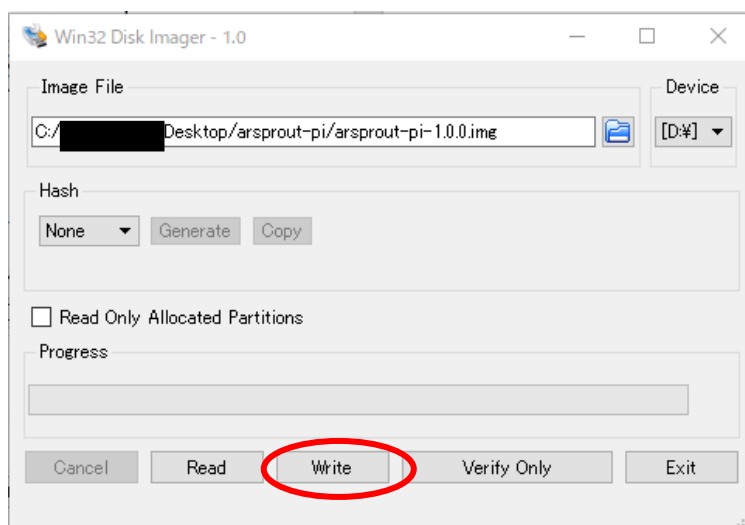 Win32 Disk Imager - 1.0
Image File
Device
C:/ Desktop/arsprout-pi/arsprout-pi-1.0.0.img
[D:¥]
Hash
None Generate Copy
Read Only Allocated Partitions
Progress
Cancel Read Write Verify Only Exit